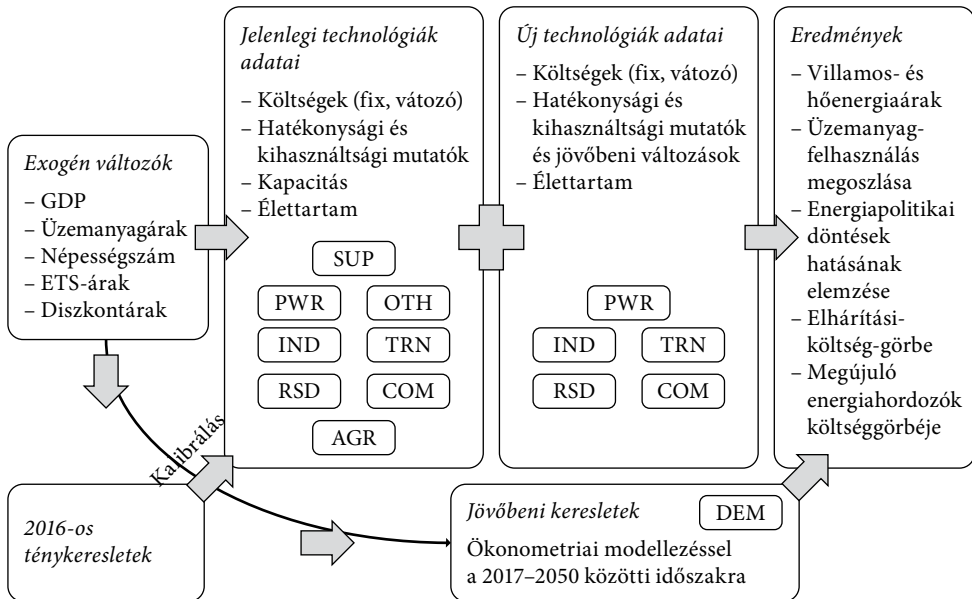 Exogén változók
– GDP
– Üzemanyagárak
– Népességszám
– ETS-árak
– Diszkontárak
Jelenlegi technológiák
adatai
– Költségek (fix, vátozó)
– Hatékonysági és
kihasználtsági mutatók
– Kapacitás
– Élettartam
SUP
PWR
OTH
IND
TRN
RSD
COM
AGR
Új technológiák adatai
– Költségek (fix, vátozó)
– Hatékonysági és
kihasználtsági mutatók
és jövőbeni változások
– Élettartam
PWR
IND
TRN
RSD
COM
Eredmények
– Villamos- és
hőenergiaárak
– Üzemanyag-
felhasználás
megoszlása
– Energiapolitikai
döntések
hatásának
elemzése
– Elhárítási-
költség-görbe
– Megújuló
energiahordozók
költséggörbéje
Kalibrálás
2016-os
ténykeresletek
Jövőbeni keresletek
DEM
Ökonometriai modellezéssel
a 2017–2050 közötti időszakra